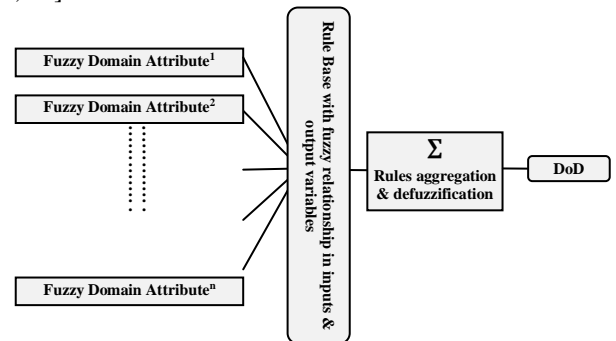 Fuzzy Domain Attribute¹
Fuzzy Domain Attribute²
Fuzzy Domain Attributeⁿ
Rule Base with fuzzy relationship in inputs &
output variables
Σ
Rules aggregation
& defuzzification
DoD